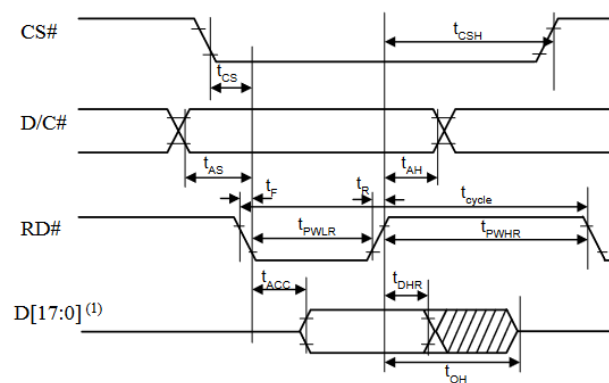 CS#
tCSH
tCS
D/C#
tAS
tAH
tF
tR
tcycle
RD#
tPWLR
tPWHR
tACC
tDHR
D[17:0] (1)
tOH